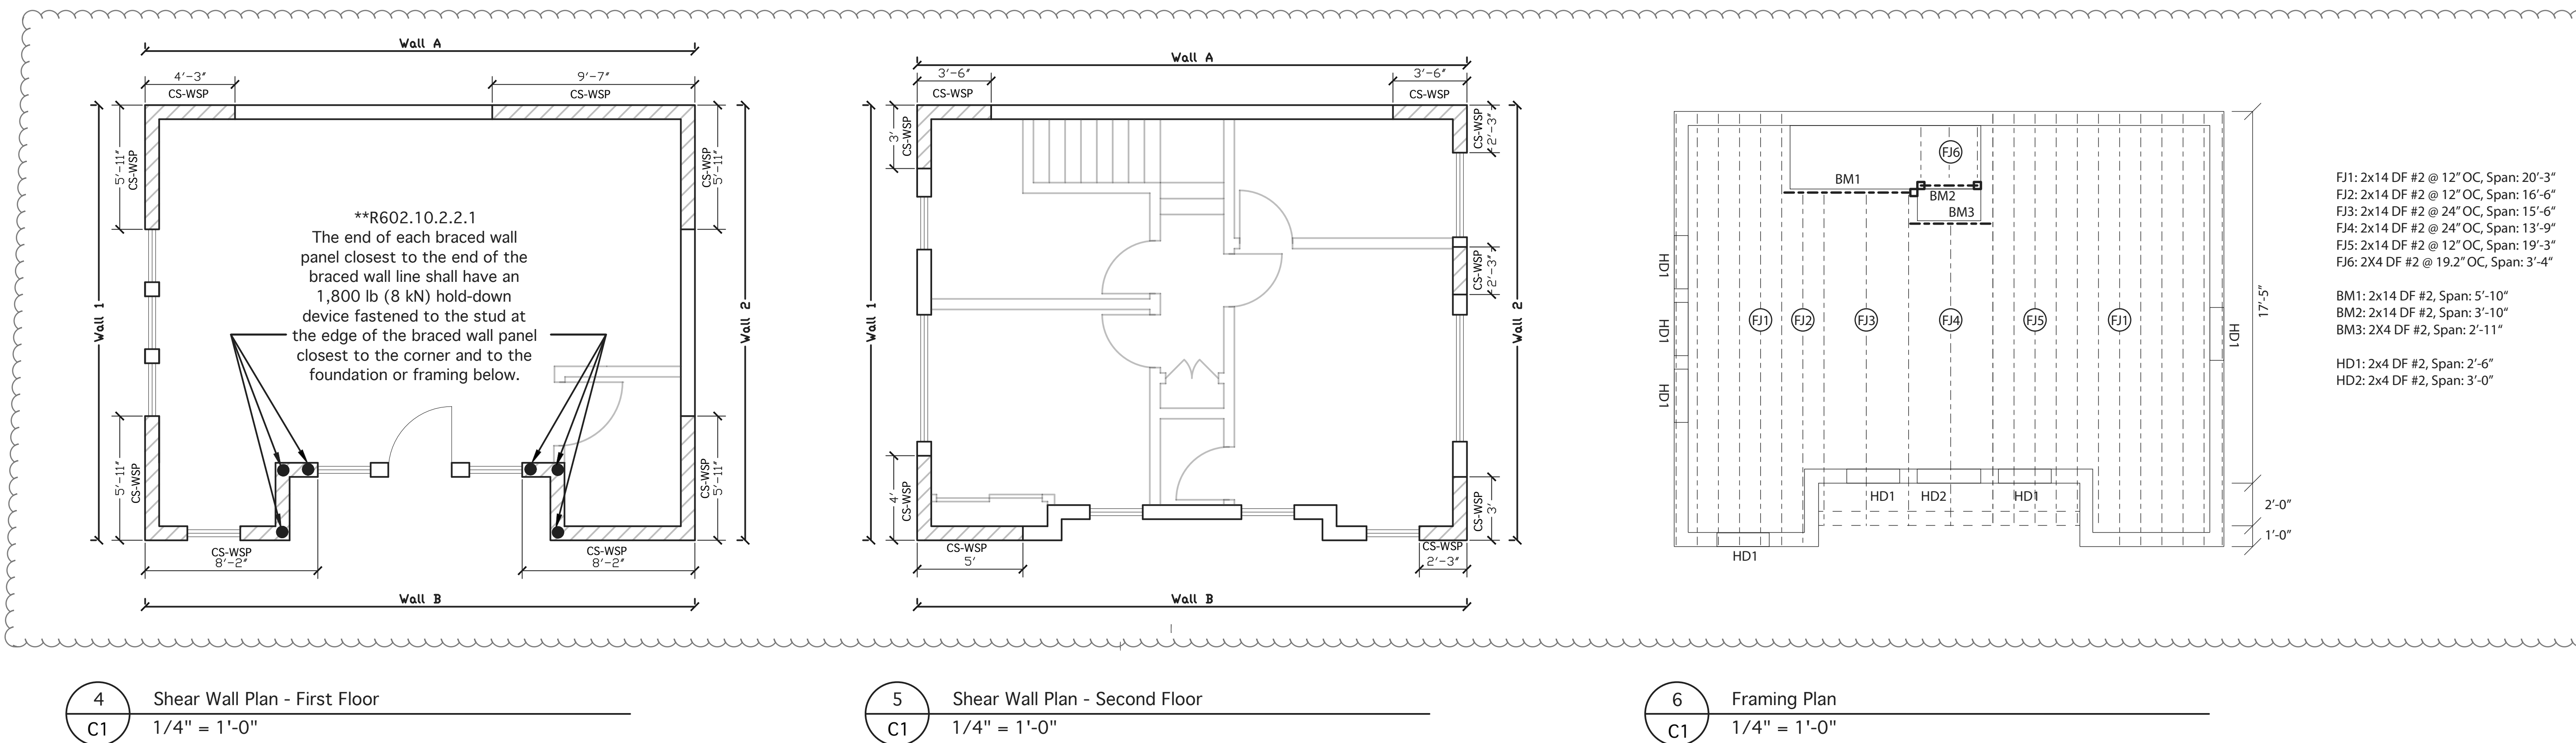 Wall A
4'-3"
CS-WSP
9'-7"
CS-WSP
Wall 1
5'-11"
CS-WSP
CS-WSP
5'-11"
Wall 2
**R602.10.2.2.1
The end of each braced wall
panel closest to the end of the
braced wall line shall have an
1,800 lb (8 kN) hold-down
device fastened to the stud at
the edge of the braced wall panel
closest to the corner and to the
foundation or framing below.
5'-11"
CS-WSP
CS-WSP
5'-11"
CS-WSP
8'-2"
CS-WSP
8'-2"
Wall B
4
C1
Shear Wall Plan - First Floor
1/4" = 1'-0"
Wall A
3'-6"
CS-WSP
3'-6"
CS-WSP
3'
CS-WSP
CS-WSP
2'-3"
Wall 1
CS-WSP
2'-3"
Wall 2
4'
CS-WSP
CS-WSP
3'
CS-WSP
5'
CS-WSP
2'-3"
Wall B
5
C1
Shear Wall Plan - Second Floor
1/4" = 1'-0"
FJ6
BM1
BM2
BM3
HD1
HD1
HD1
FJ1
FJ2
FJ3
FJ4
FJ5
FJ1
HD1
17'-5"
HD1
HD2
HD1
HD1
2'-0"
1'-0"
FJ1: 2x14 DF #2 @ 12" OC, Span: 20'-3"
FJ2: 2x14 DF #2 @ 12" OC, Span: 16'-6"
FJ3: 2x14 DF #2 @ 24" OC, Span: 15'-6"
FJ4: 2x14 DF #2 @ 24" OC, Span: 13'-9"
FJ5: 2x14 DF #2 @ 12" OC, Span: 19'-3"
FJ6: 2X4 DF #2 @ 19.2" OC, Span: 3'-4"
BM1: 2x14 DF #2, Span: 5'-10"
BM2: 2x14 DF #2, Span: 3'-10"
BM3: 2X4 DF #2, Span: 2'-11"
HD1: 2x4 DF #2, Span: 2'-6"
HD2: 2x4 DF #2, Span: 3'-0"
6
C1
Framing Plan
1/4" = 1'-0"